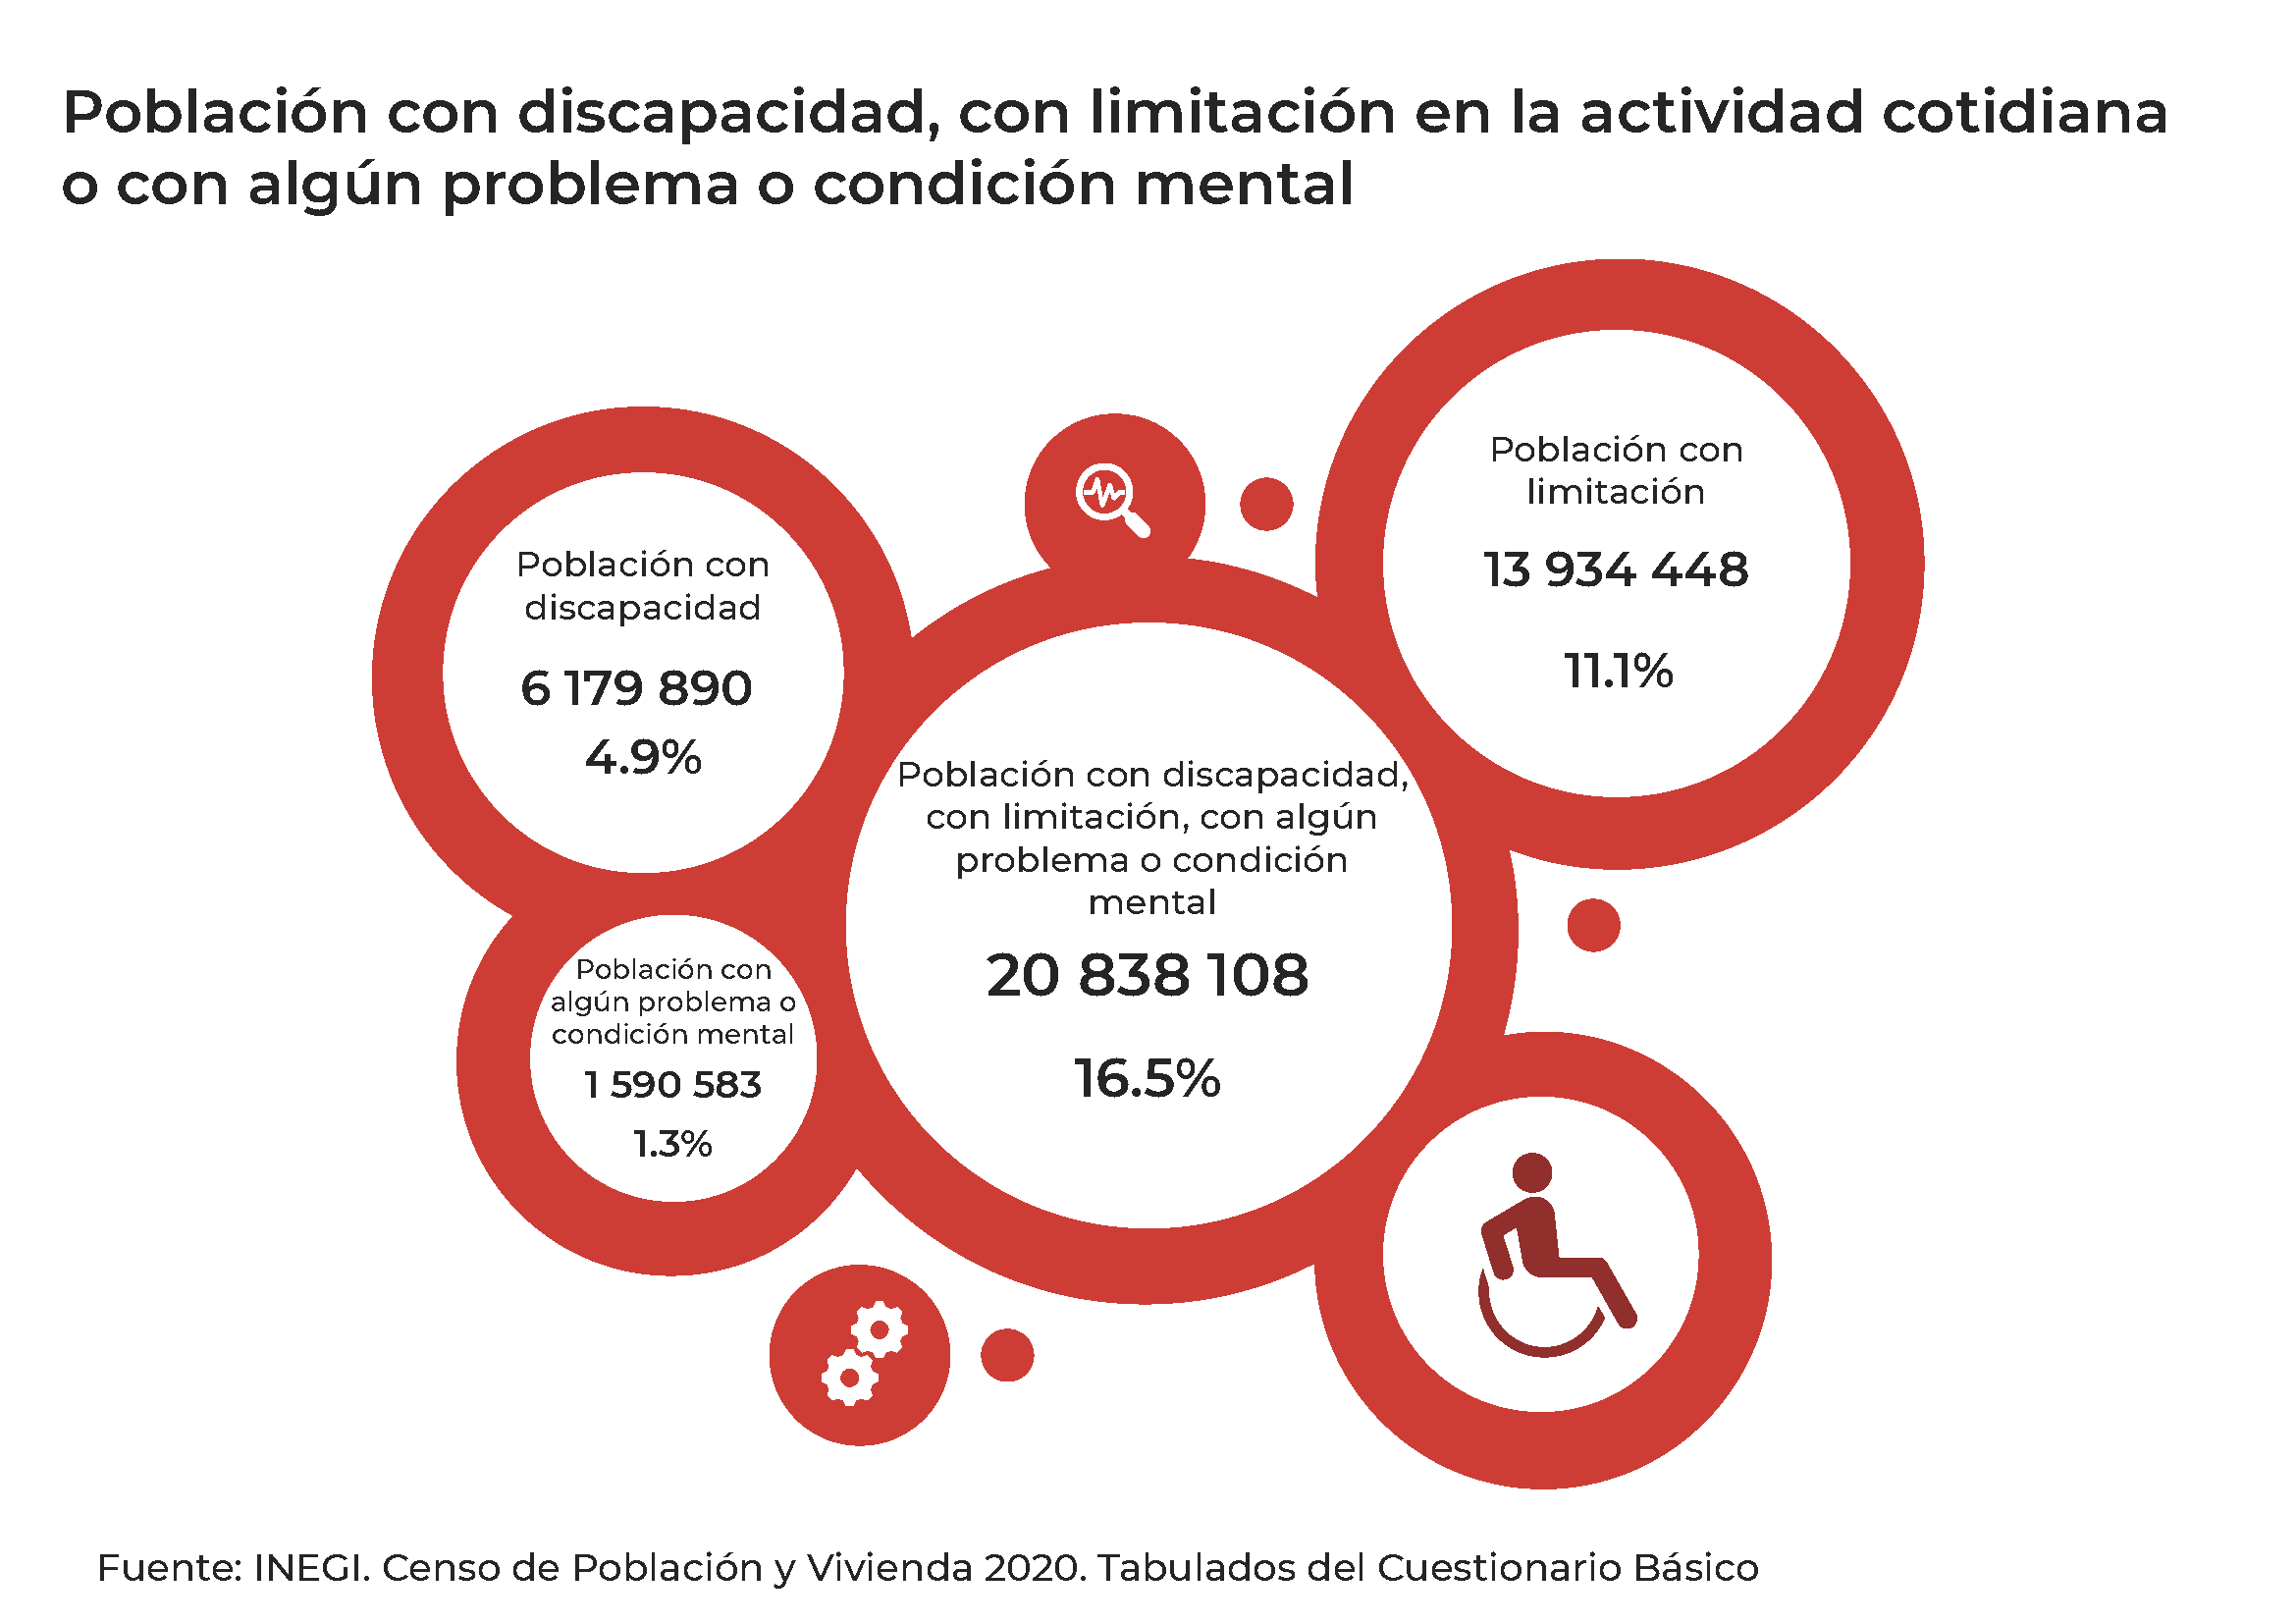 Población con discapacidad, con limitación en la actividad cotidiana
o con algún problema o condición mental
Población con
limitación
13 934 448
11.1%
Población con
discapacidad
6 179 890
4.9%
Población con discapacidad,
con limitación, con algún
problema o condición
mental
20 838 108
16.5%
Población con
algún problema o
condición mental
1 590 583
1.3%
Fuente: INEGI. Censo de Población y Vivienda 2020. Tabulados del Cuestionario Básico